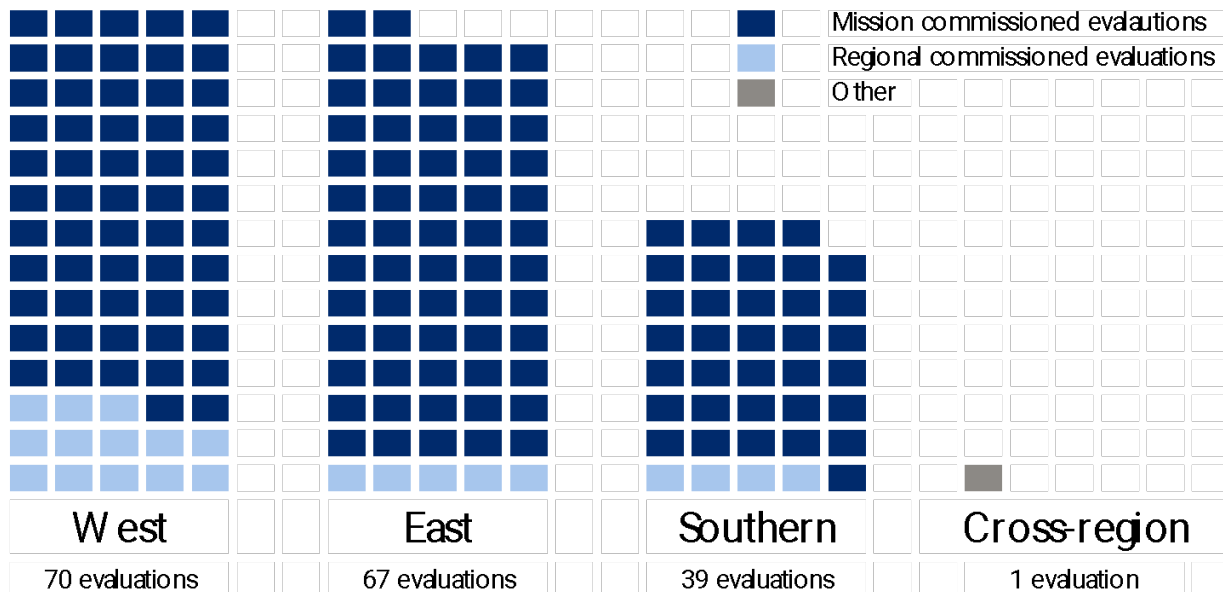 Mission commissioned evalautions
Regional commissioned evaluations
Other
West
East
Southern
Cross-region
70 evaluations
67 evaluations
39 evaluations
1 evaluation